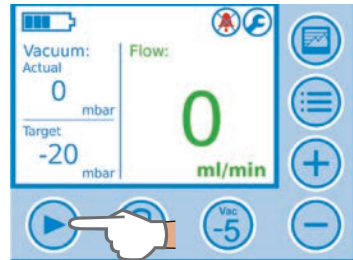 Vacuum:
Actual
0
mbar
Target
-20
mbar
Flow:
0
ml/min
Vac
-5